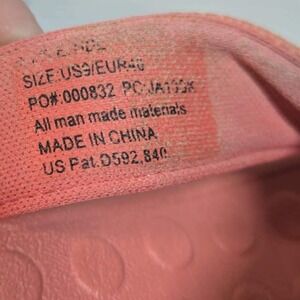 SIZE:US9/EUR40
PO#:000832
All man made materials
MADE IN CHINA
US Pat.D592,840